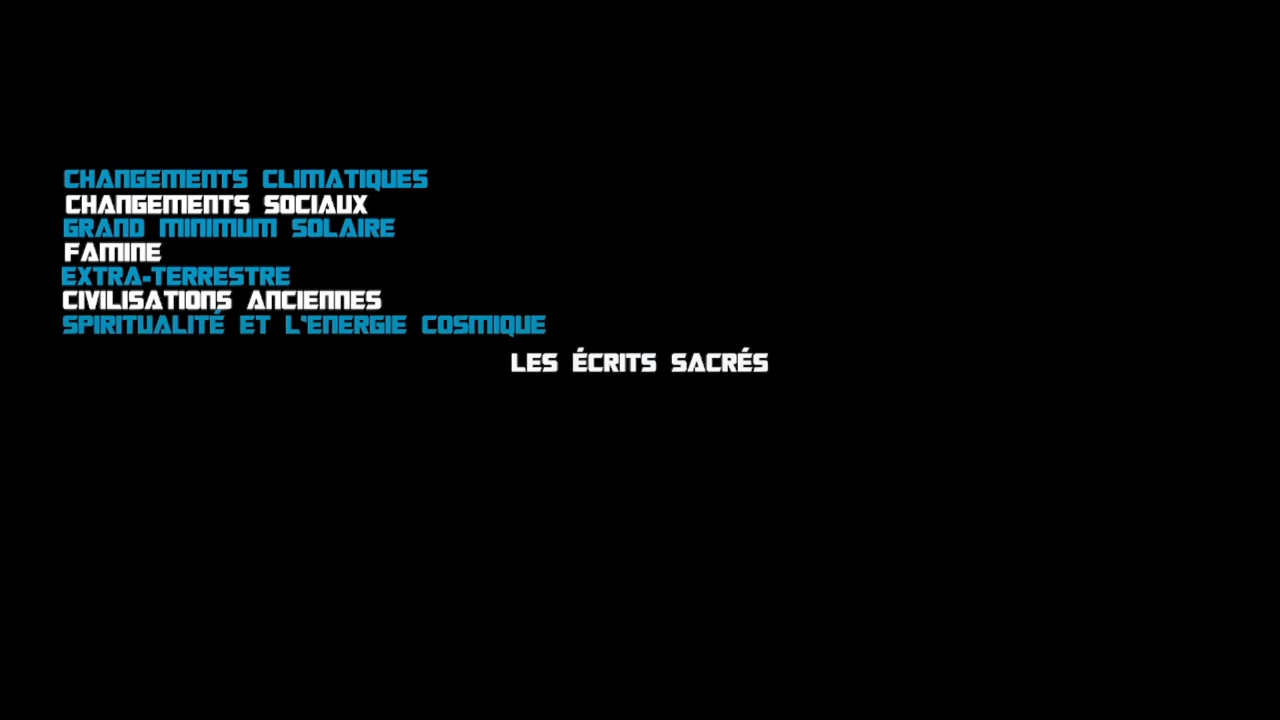 CHANGEMENTS CLIMATIQUES
CHANGEMENTS SOCIAUX
GRAND MINIMUM SOLAIRE
FAMINE
EXTRA-TERRESTRE
CIVILISATIONS ANCIENNES
SPIRITUALITÉ ET L'ENERGIE COSMIQUE
LES ÉCRITS SACRÉS